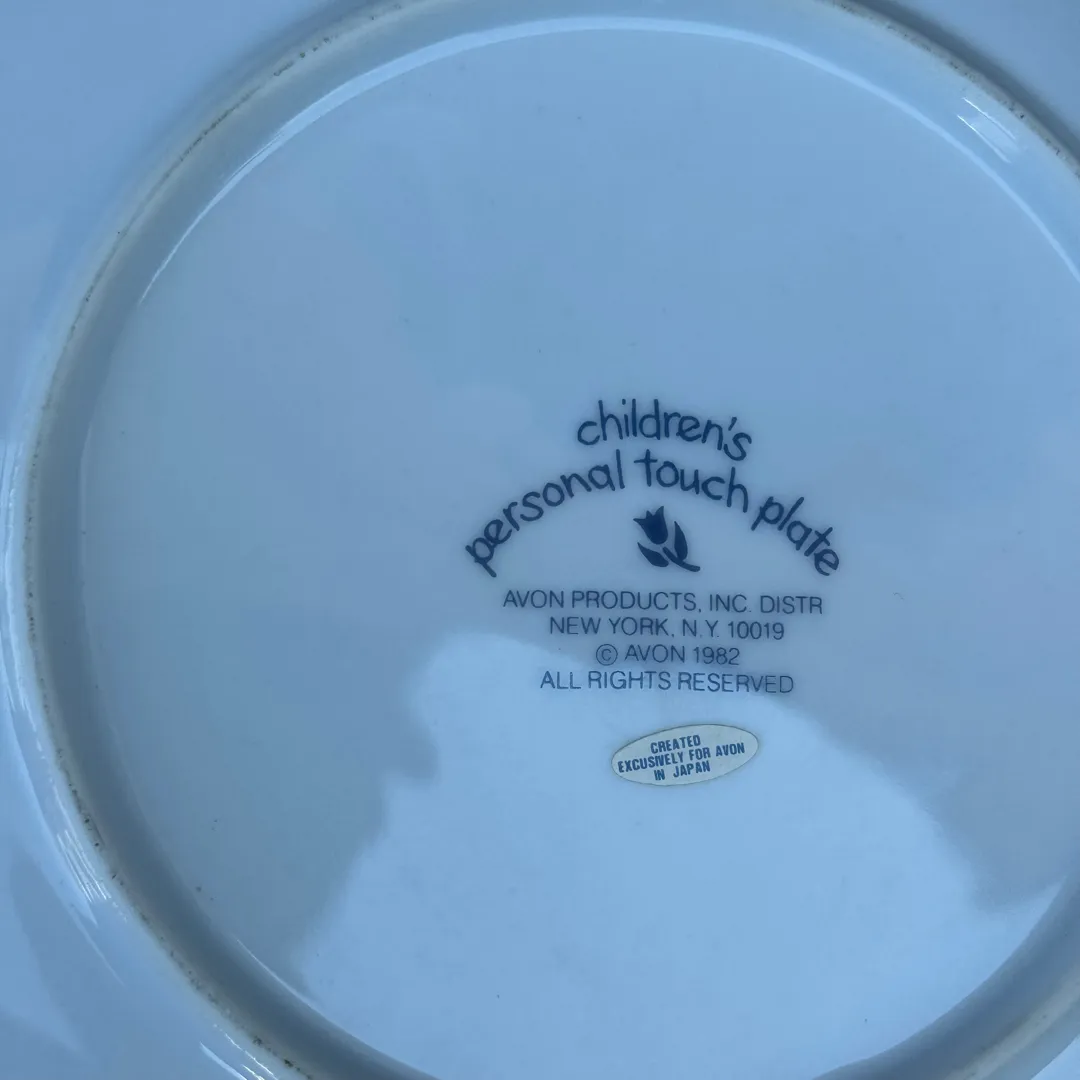 children's
personal touch plate
AVON PRODUCTS, INC. DISTR
NEW YORK, N.Y. 10019
© AVON 1982
ALL RIGHTS RESERVED
CREATED
EXCUSIVELY FOR AVON
IN JAPAN